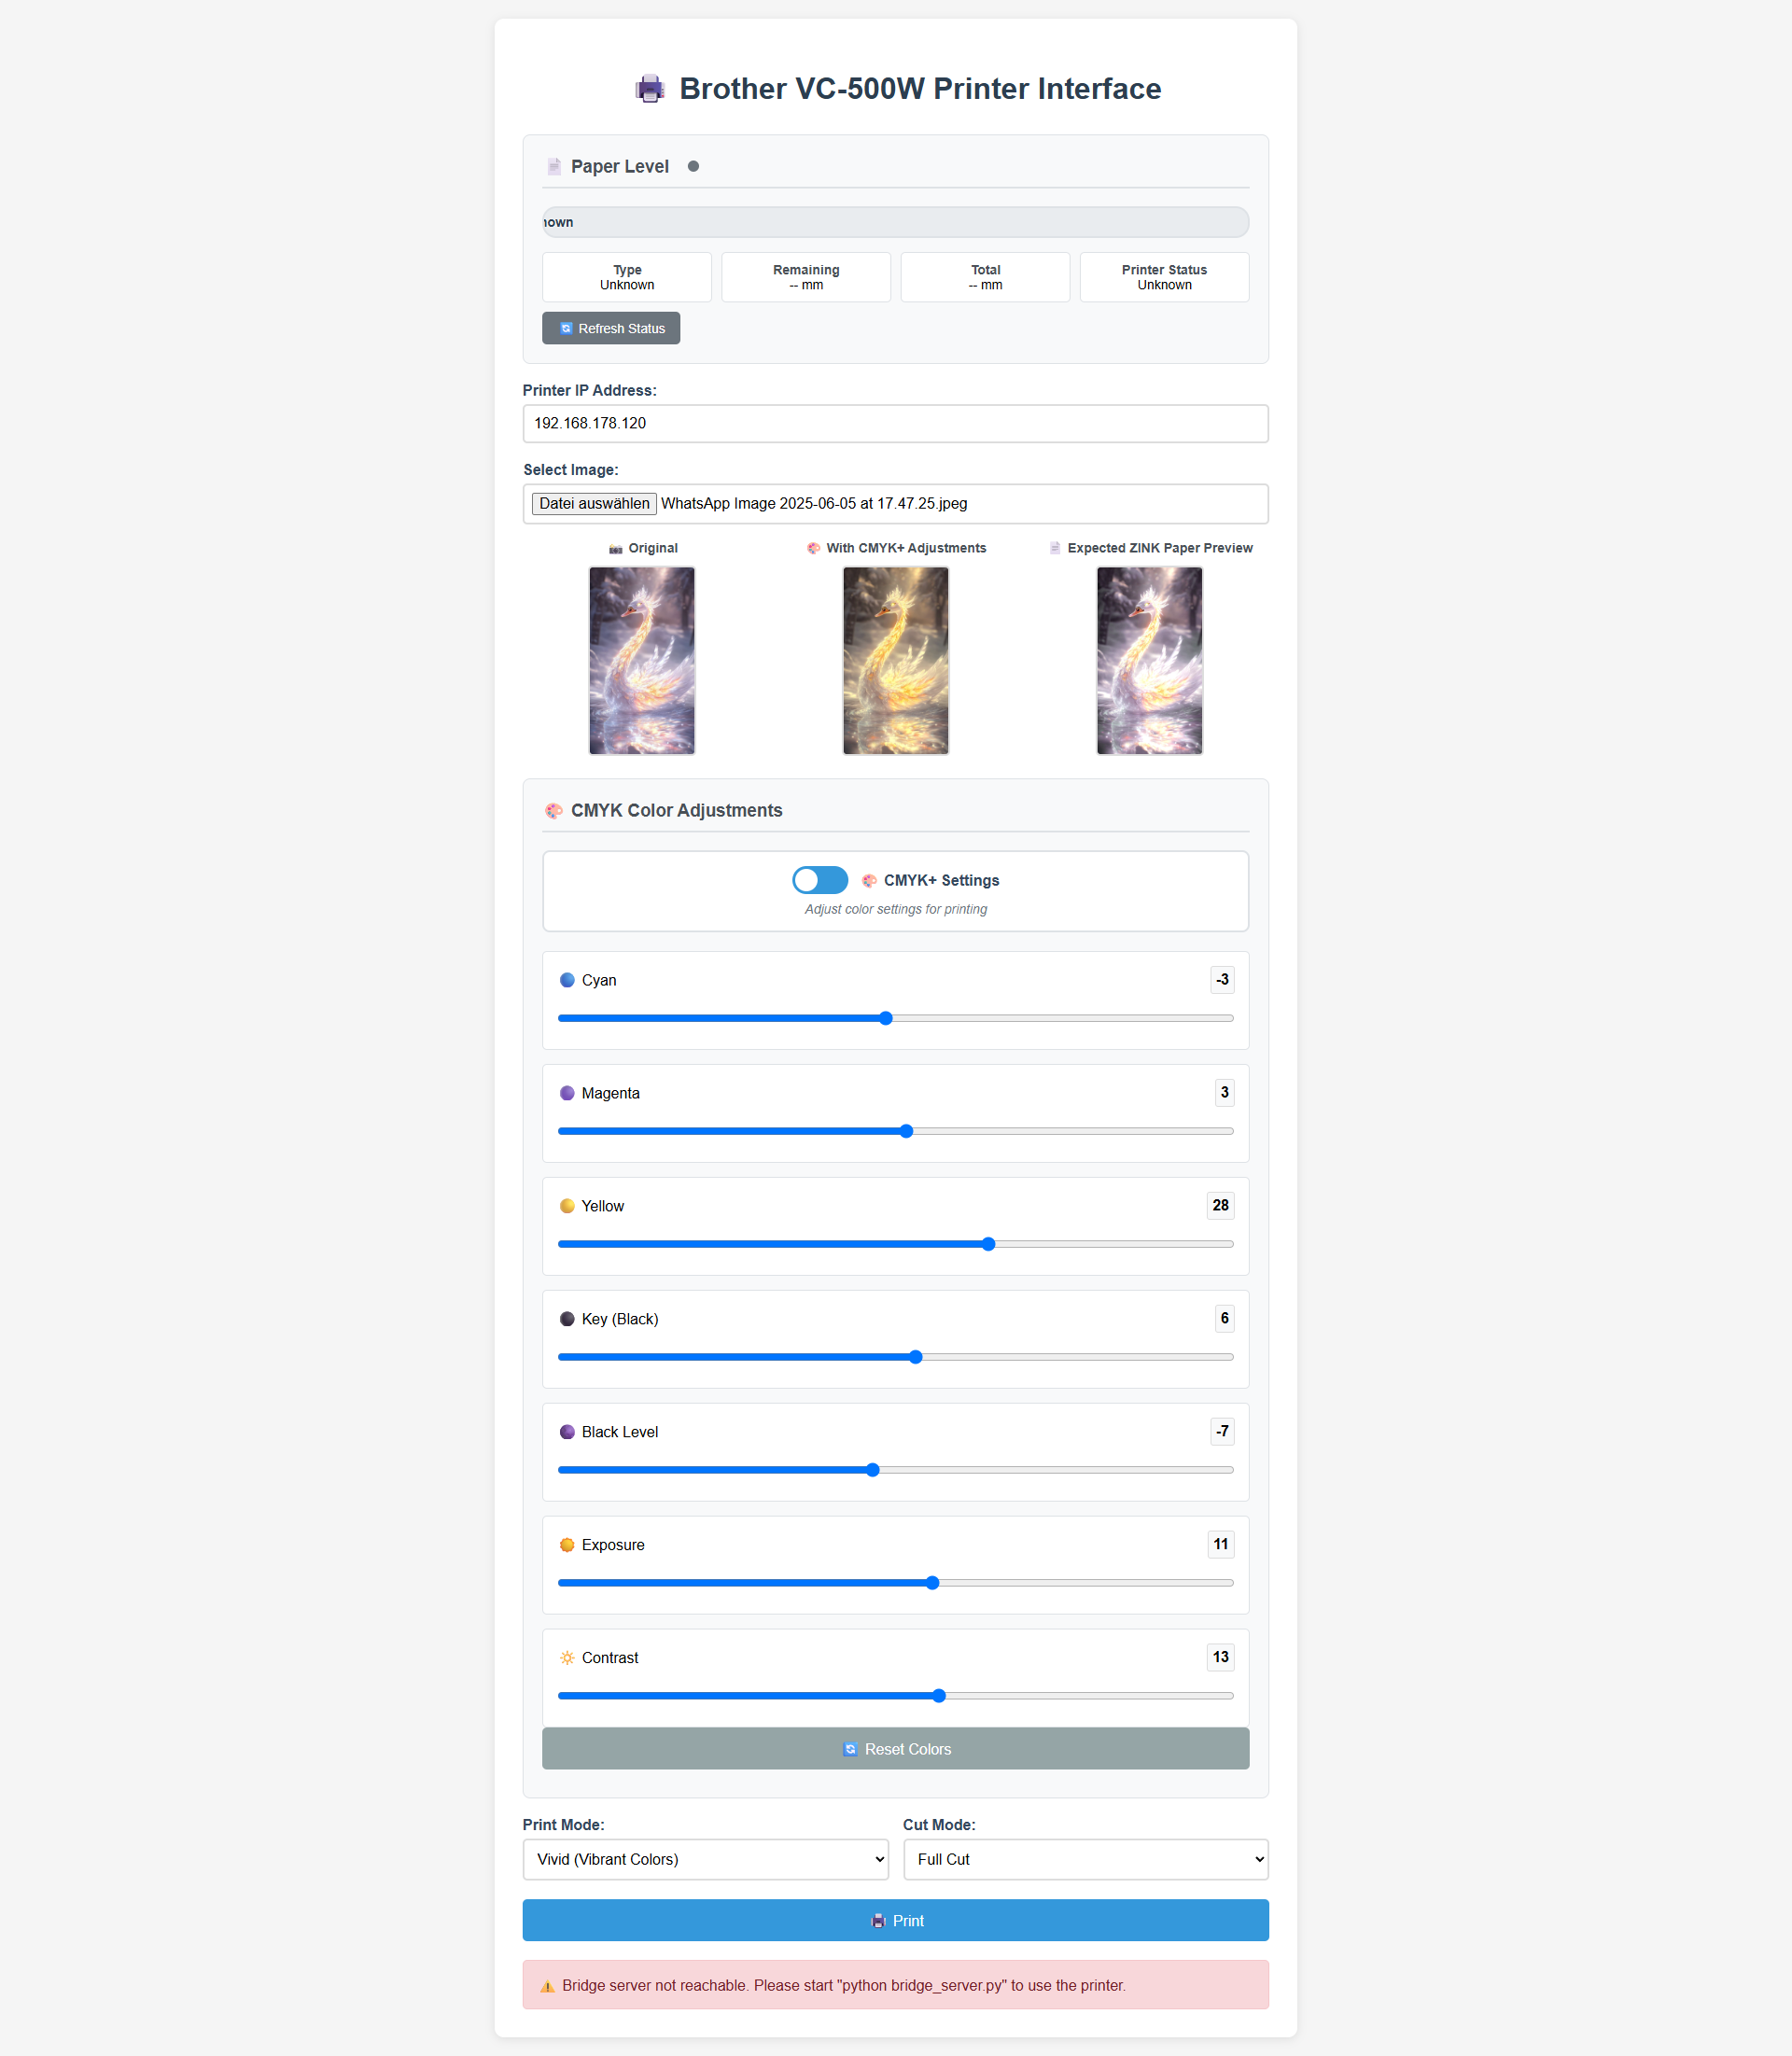 Brother VC-500W Printer Interface
Paper Level
nown
Type
Unknown
Remaining
-- mm
Total
-- mm
Printer Status
Unknown
Refresh Status
Printer IP Address:
192.168.178.120
Select Image:
Datei auswählen WhatsApp Image 2025-06-05 at 17.47.25.jpeg
Original
With CMYK+ Adjustments
Expected ZINK Paper Preview
CMYK Color Adjustments
CMYK+ Settings
Adjust color settings for printing
Cyan -3
Magenta 3
Yellow 28
Key (Black) 6
Black Level -7
Exposure 11
Contrast 13
Reset Colors
Print Mode:
Vivid (Vibrant Colors)
Cut Mode:
Full Cut
Print
Bridge server not reachable. Please start "python bridge_server.py" to use the printer.